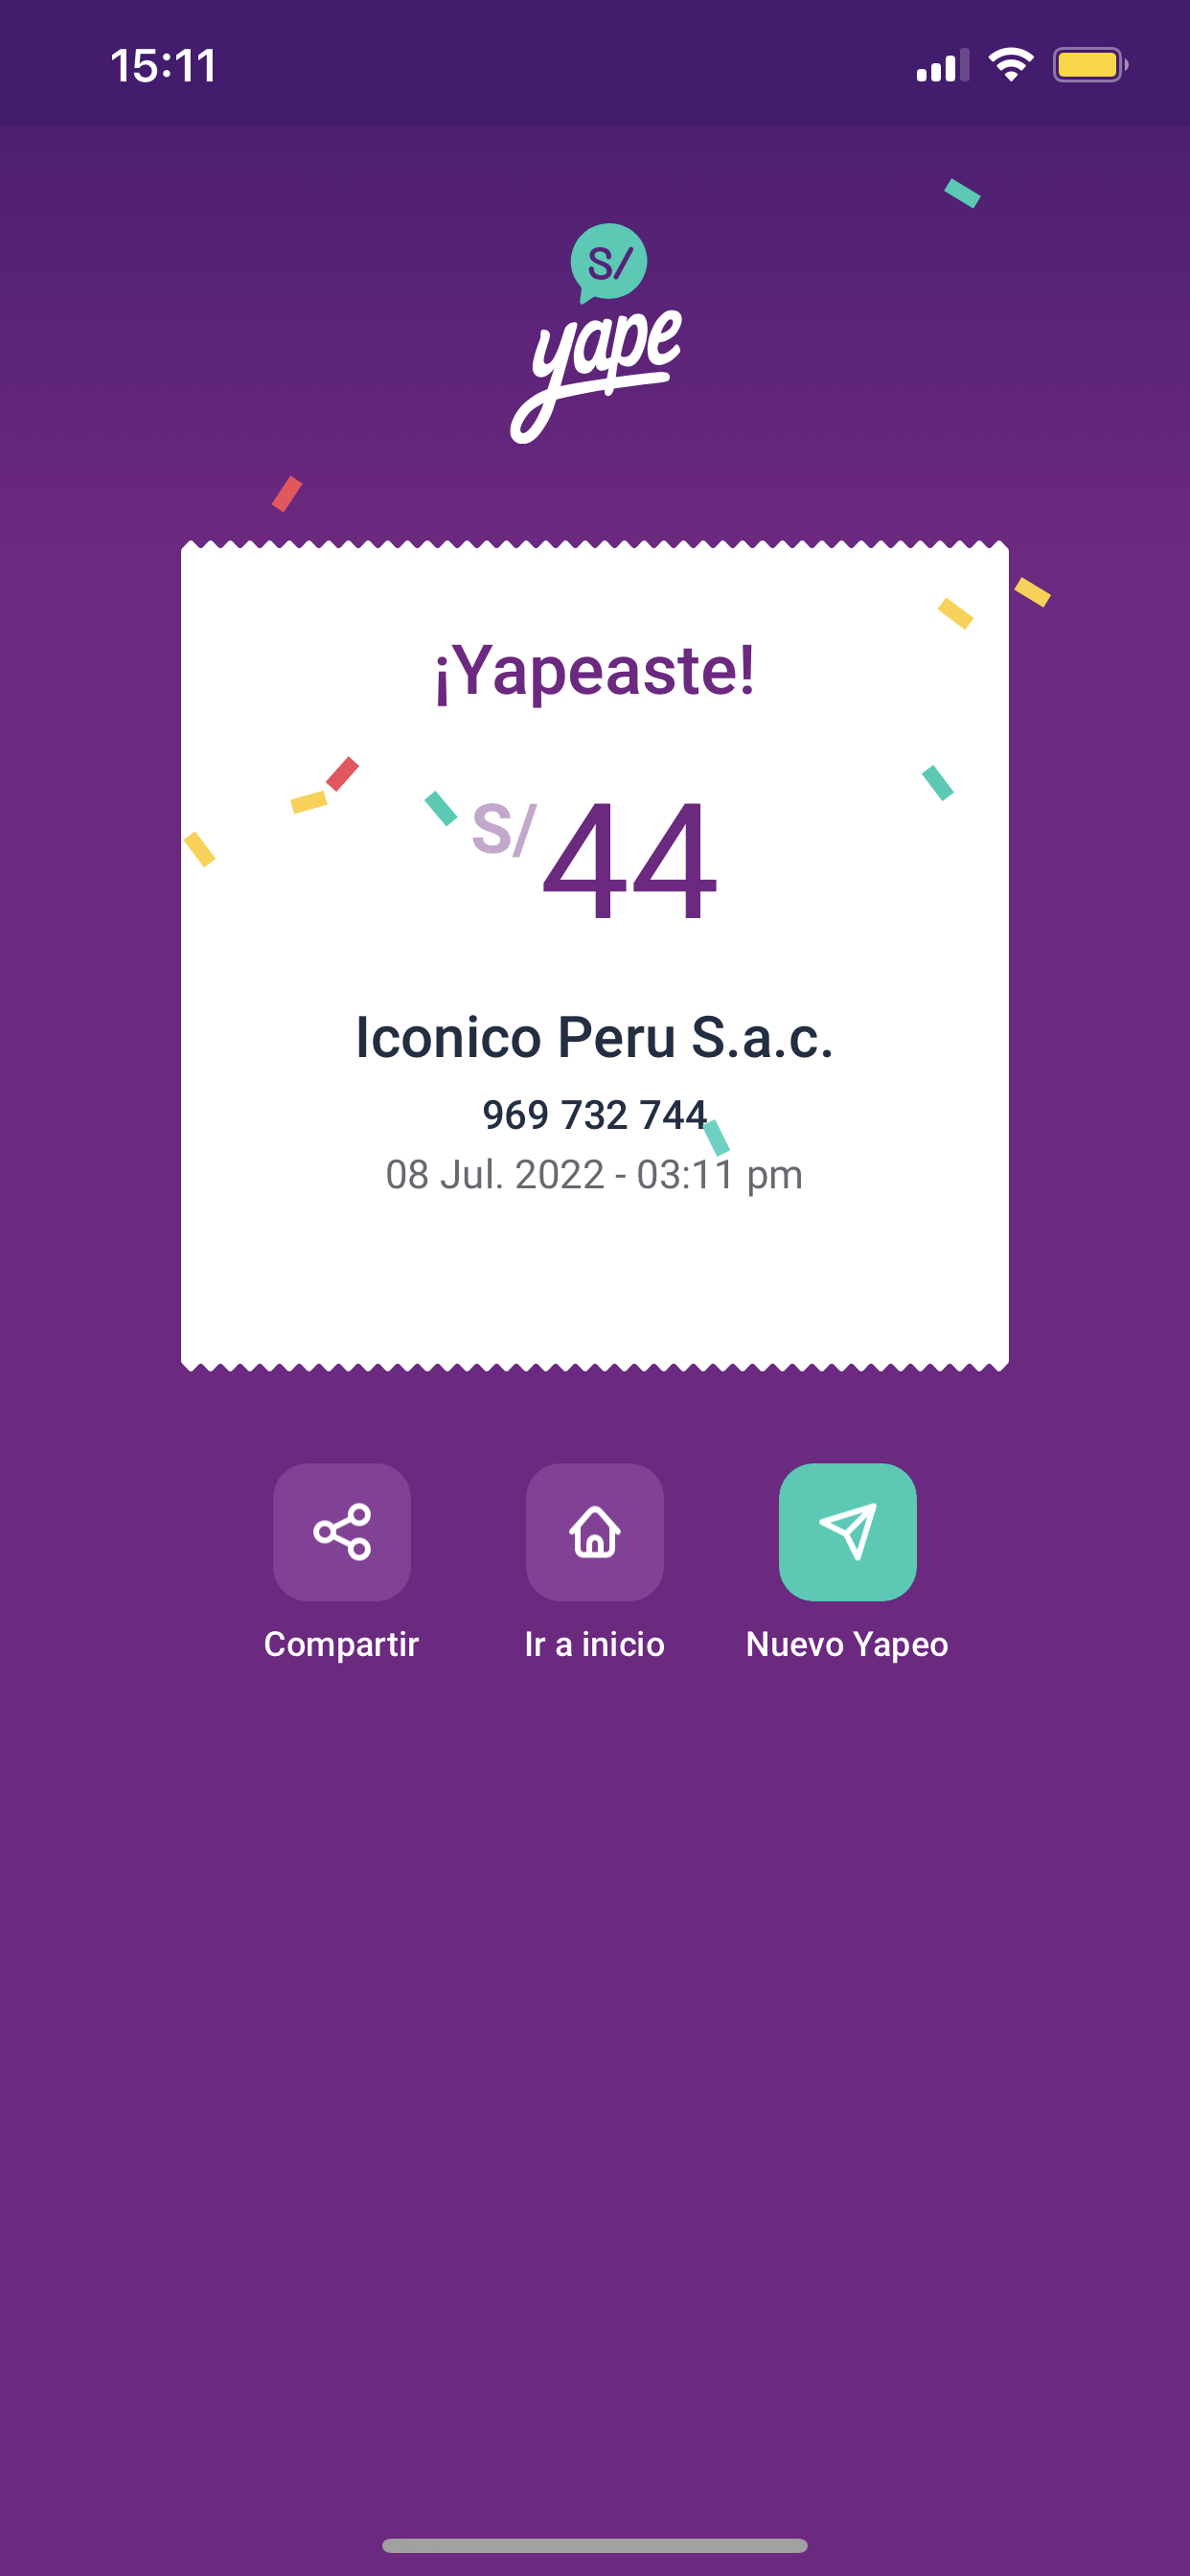 15:11
S/
yape
¡Yapeaste!
S/44
Iconico Peru S.a.c.
969 732 744
08 Jul. 2022 - 03:11 pm
Compartir
Ir a inicio
Nuevo Yapeo